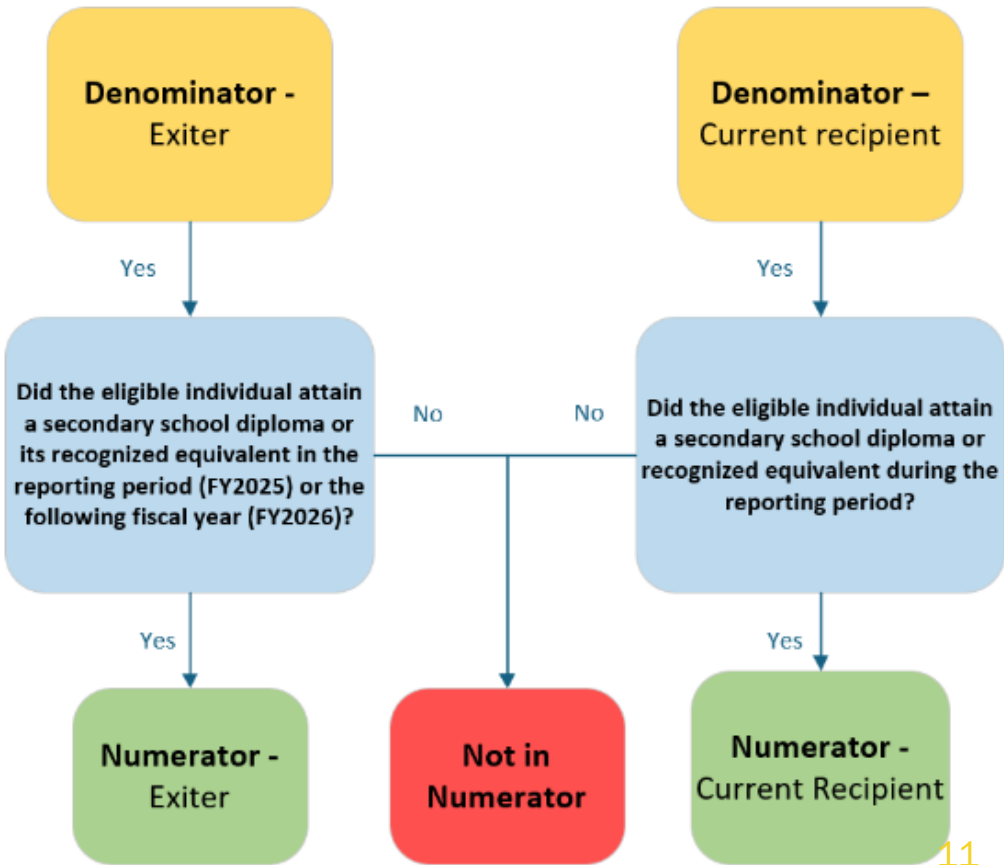 Denominator -
Exiter
Denominator –
Current recipient
Yes
Yes
Did the eligible individual attain
a secondary school diploma or
its recognized equivalent in the
reporting period (FY2025) or the
following fiscal year (FY2026)?
No
No
Did the eligible individual attain
a secondary school diploma or
recognized equivalent during the
reporting period?
Yes
Yes
Numerator -
Exiter
Not in
Numerator
Numerator -
Current Recipient
11